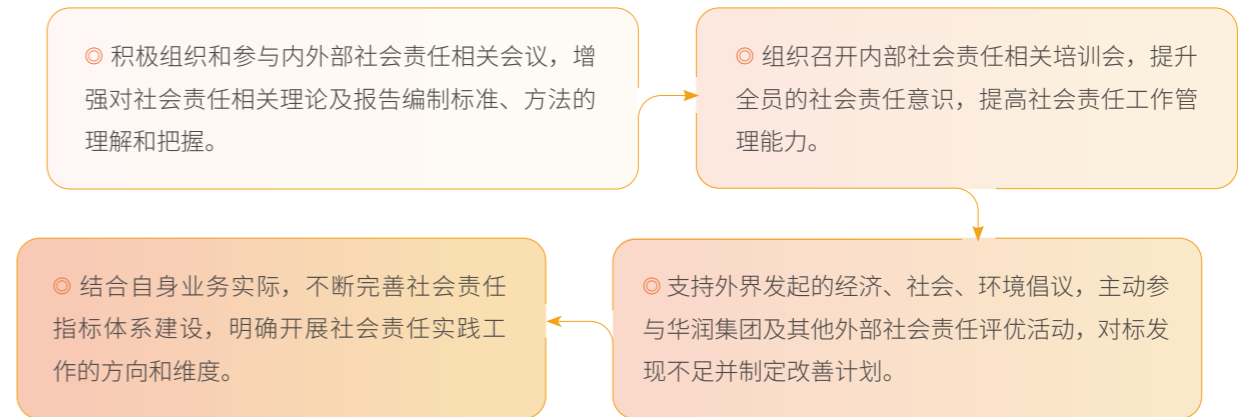 ◎ 积极组织和参与内外部社会责任相关会议，增
强对社会责任相关理论及报告编制标准、方法的
理解和把握。
◎ 组织召开内部社会责任相关培训会，提升
全员的社会责任意识，提高社会责任工作管
理能力。
◎ 支持外界发起的经济、社会、环境倡议，主动参
与华润集团及其他外部社会责任评优活动，对标发
现不足并制定改善计划。
◎ 结合自身业务实际，不断完善社会责任
指标体系建设，明确开展社会责任实践工
作的方向和维度。